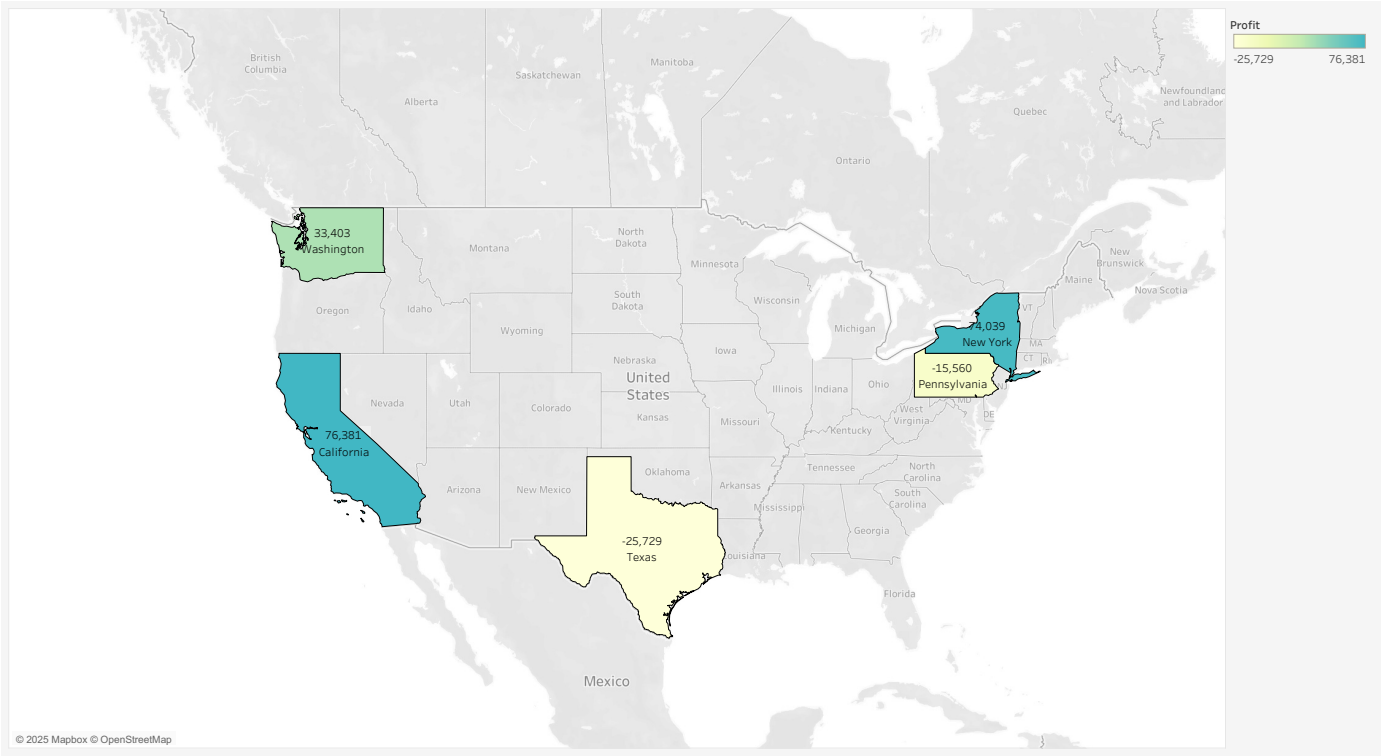 Profit
-25,729 76,381
British
Columbia
Alberta
Saskatchewan
Manitoba
Ontario
Quebec
Newfoundland
and Labrador
New
Brunswick
Nova Scotia
Maine
33,403
Washington
Montana
North
Dakota
Minnesota
Oregon
Idaho
Wyoming
South
Dakota
Wisconsin
Michigan
VT
74,039
New York
MA
CT
Iowa
Nebraska
-15,560
Pennsylvania
NJ
United
States
Nevada
Utah
Colorado
Kansas
Missouri
Illinois
Indiana
Ohio
West
Virginia
MD
DE
Kentucky
76,381
California
Arizona
New Mexico
Oklahoma
Arkansas
Tennessee
North
Carolina
South
Carolina
Mississippi
Georgia
-25,729
Texas
ouisiana
Florida
Mexico
© 2025 Mapbox © OpenStreetMap